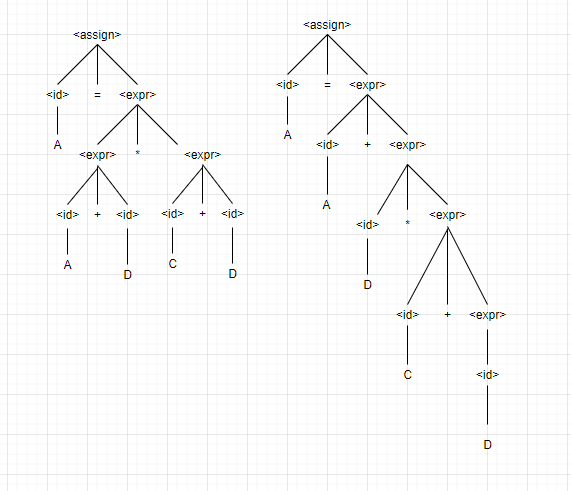 <assign>
<id> = <expr>
A
<expr> * <expr>
<id> + <id> <id> + <id>
A D C D
<assign>
<id> = <expr>
A
<id> + <expr>
A
<id> * <expr>
D
<id> + <expr>
C
<id>
D